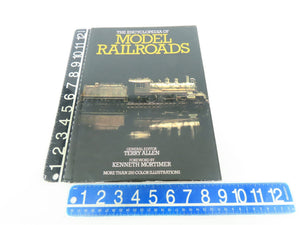 THE ENCYCLOPEDIA OF
MODEL
RAILROADS
GENERAL EDITOR
TERRY ALLEN
FOREWORD BY
KENNETH MORTIMER
MORE THAN 250 COLOR ILLUSTRATIONS
1 2 3 4 5 6 7 8 9 10 11 12
1 2 3 4 5 6 7 8 9 10 11 12